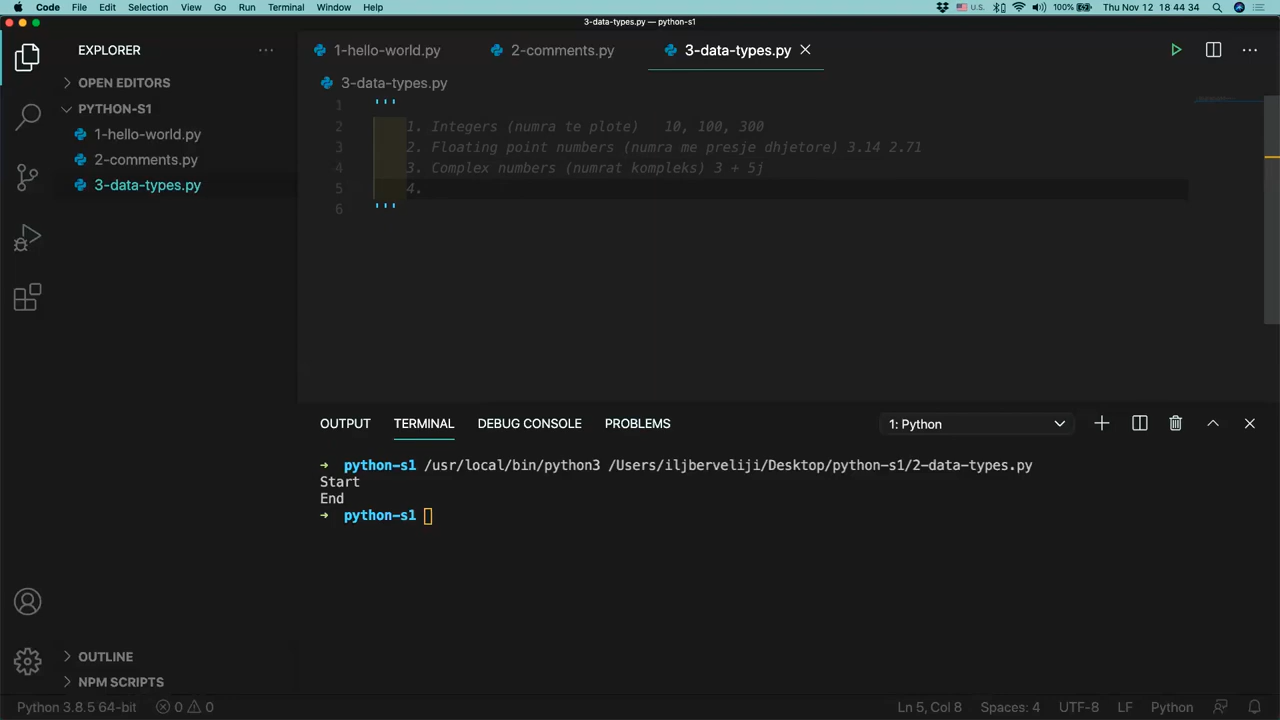 Code File Edit Selection View Go Run Terminal Window Help U.S. 100% Thu Nov 12 18 44 34
3-data-types.py — python-s1
EXPLORER
OPEN EDITORS
PYTHON-S1
1-hello-world.py
2-comments.py
3-data-types.py
OUTLINE
NPM SCRIPTS
1-hello-world.py 2-comments.py 3-data-types.py
3-data-types.py
1 '''
2 1. Integers (numra te plote) 10, 100, 300
3 2. Floating point numbers (numra me presje dhjetore) 3.14 2.71
4 3. Complex numbers (numrat kompleks) 3 + 5j
5 4.
6 '''
OUTPUT TERMINAL DEBUG CONSOLE PROBLEMS 1: Python
→ python-s1 /usr/local/bin/python3 /Users/iljberveliji/Desktop/python-s1/2-data-types.py
Start
End
→ python-s1
Python 3.8.5 64-bit 0 0 Ln 5, Col 8 Spaces: 4 UTF-8 LF Python